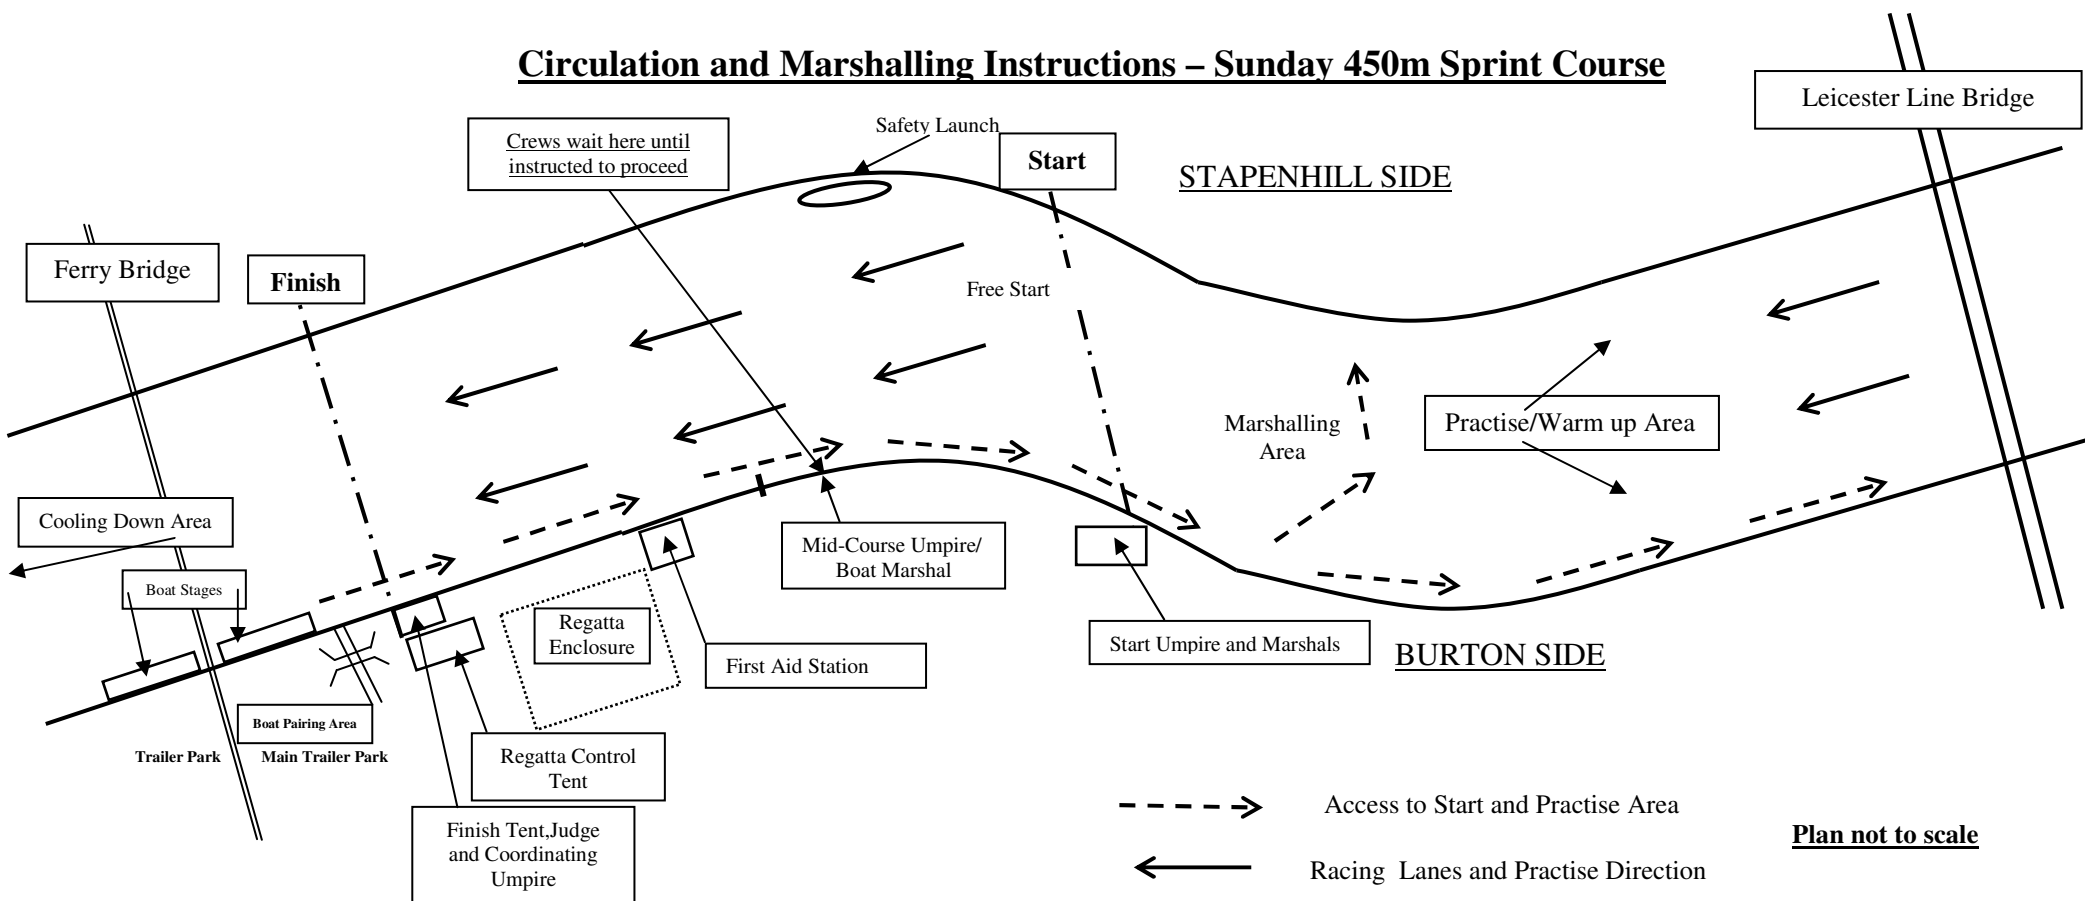 Circulation and Marshalling Instructions – Sunday 450m Sprint Course
Leicester Line Bridge
Safety Launch
Crews wait here until
instructed to proceed
Start
STAPENHILL SIDE
Ferry Bridge
Finish
Free Start
Marshalling
Area
Practise/Warm up Area
Cooling Down Area
Mid-Course Umpire/
Boat Marshal
Boat Stages
Regatta
Enclosure
First Aid Station
Start Umpire and Marshals
BURTON SIDE
Boat Pairing Area
Trailer Park
Main Trailer Park
Regatta Control
Tent
Finish Tent,Judge
and Coordinating
Umpire
Access to Start and Practise Area
Plan not to scale
Racing Lanes and Practise Direction